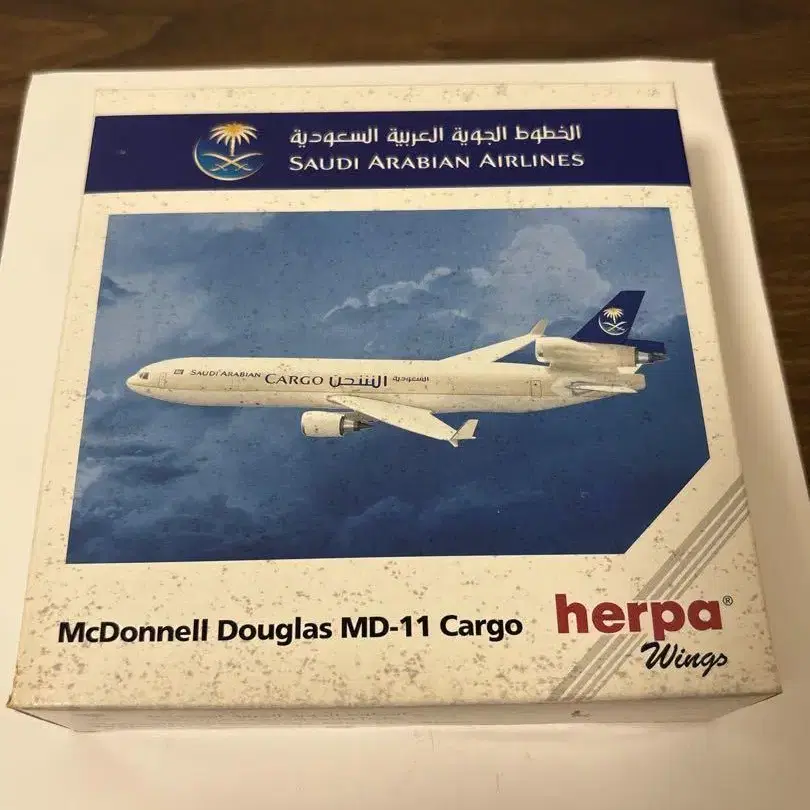 الخطوط الجوية العربية السعودية
SAUDI ARABIAN AIRLINES
SAUDI ARABIAN CARGO الشحن السعودية
McDonnell Douglas MD-11 Cargo
herpa®
Wings